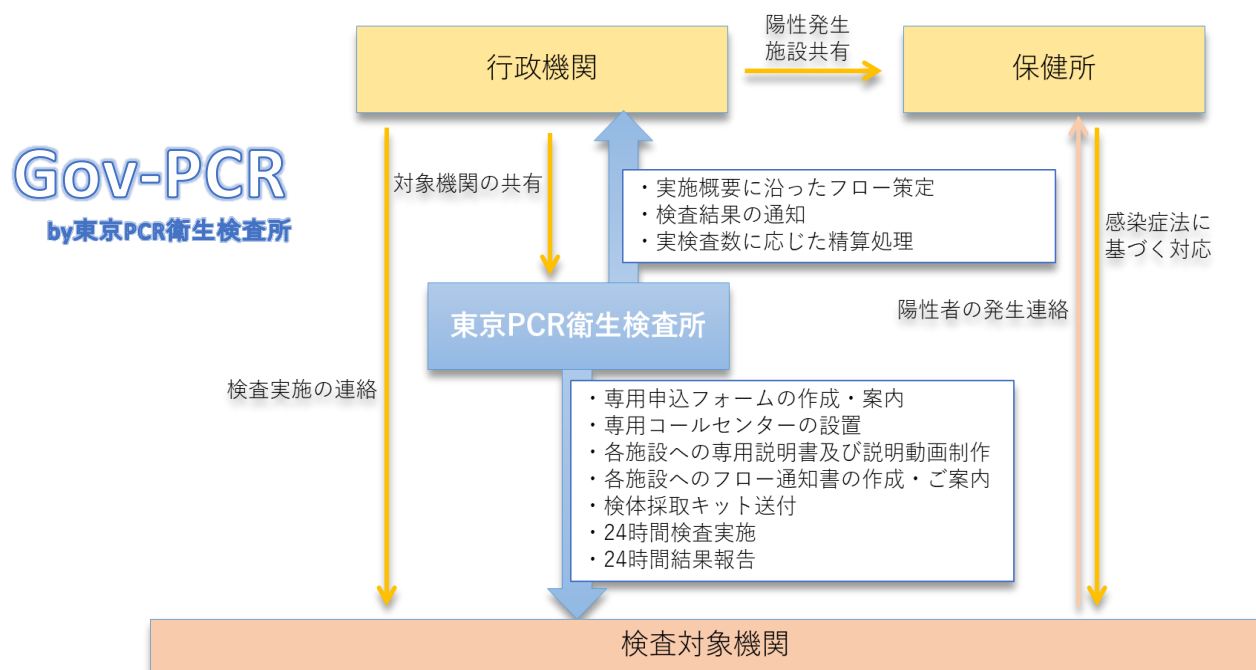 陽性発生
施設共有
行政機関
保健所
Gov-PCR
by東京PCR衛生検査所
対象機関の共有
・実施概要に沿ったフロー策定
・検査結果の通知
・実検査数に応じた精算処理
感染症法に
基づく対応
東京PCR衛生検査所
陽性者の発生連絡
検査実施の連絡
・専用申込フォームの作成・案内
・専用コールセンターの設置
・各施設への専用説明書及び説明動画制作
・各施設へのフロー通知書の作成・ご案内
・検体採取キット送付
・24時間検査実施
・24時間結果報告
検査対象機関